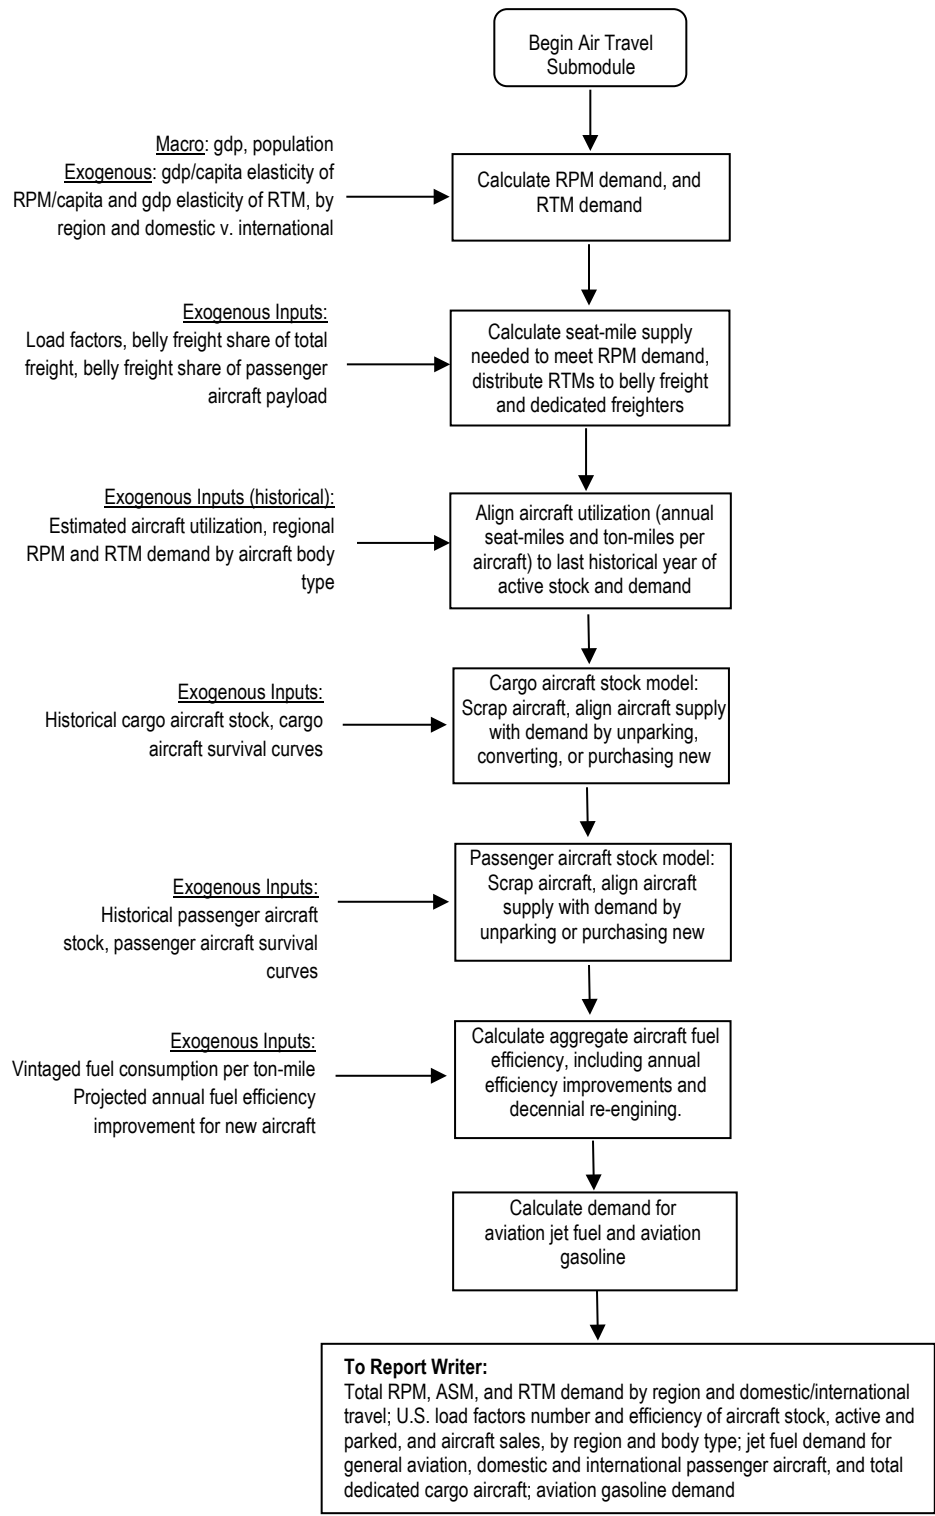 Begin Air Travel
Submodule
Macro: gdp, population
Exogenous: gdp/capita elasticity of
RPM/capita and gdp elasticity of RTM, by
region and domestic v. international
Calculate RPM demand, and
RTM demand
Exogenous Inputs:
Load factors, belly freight share of total
freight, belly freight share of passenger
aircraft payload
Calculate seat-mile supply
needed to meet RPM demand,
distribute RTMs to belly freight
and dedicated freighters
Exogenous Inputs (historical):
Estimated aircraft utilization, regional
RPM and RTM demand by aircraft body
type
Align aircraft utilization (annual
seat-miles and ton-miles per
aircraft) to last historical year of
active stock and demand
Exogenous Inputs:
Historical cargo aircraft stock, cargo
aircraft survival curves
Cargo aircraft stock model:
Scrap aircraft, align aircraft supply
with demand by unparking,
converting, or purchasing new
Exogenous Inputs:
Historical passenger aircraft
stock, passenger aircraft survival
curves
Passenger aircraft stock model:
Scrap aircraft, align aircraft
supply with demand by
unparking or purchasing new
Exogenous Inputs:
Vintaged fuel consumption per ton-mile
Projected annual fuel efficiency
improvement for new aircraft
Calculate aggregate aircraft fuel
efficiency, including annual
efficiency improvements and
decennial re-engining.
Calculate demand for
aviation jet fuel and aviation
gasoline
To Report Writer:
Total RPM, ASM, and RTM demand by region and domestic/international
travel; U.S. load factors number and efficiency of aircraft stock, active and
parked, and aircraft sales, by region and body type; jet fuel demand for
general aviation, domestic and international passenger aircraft, and total
dedicated cargo aircraft; aviation gasoline demand